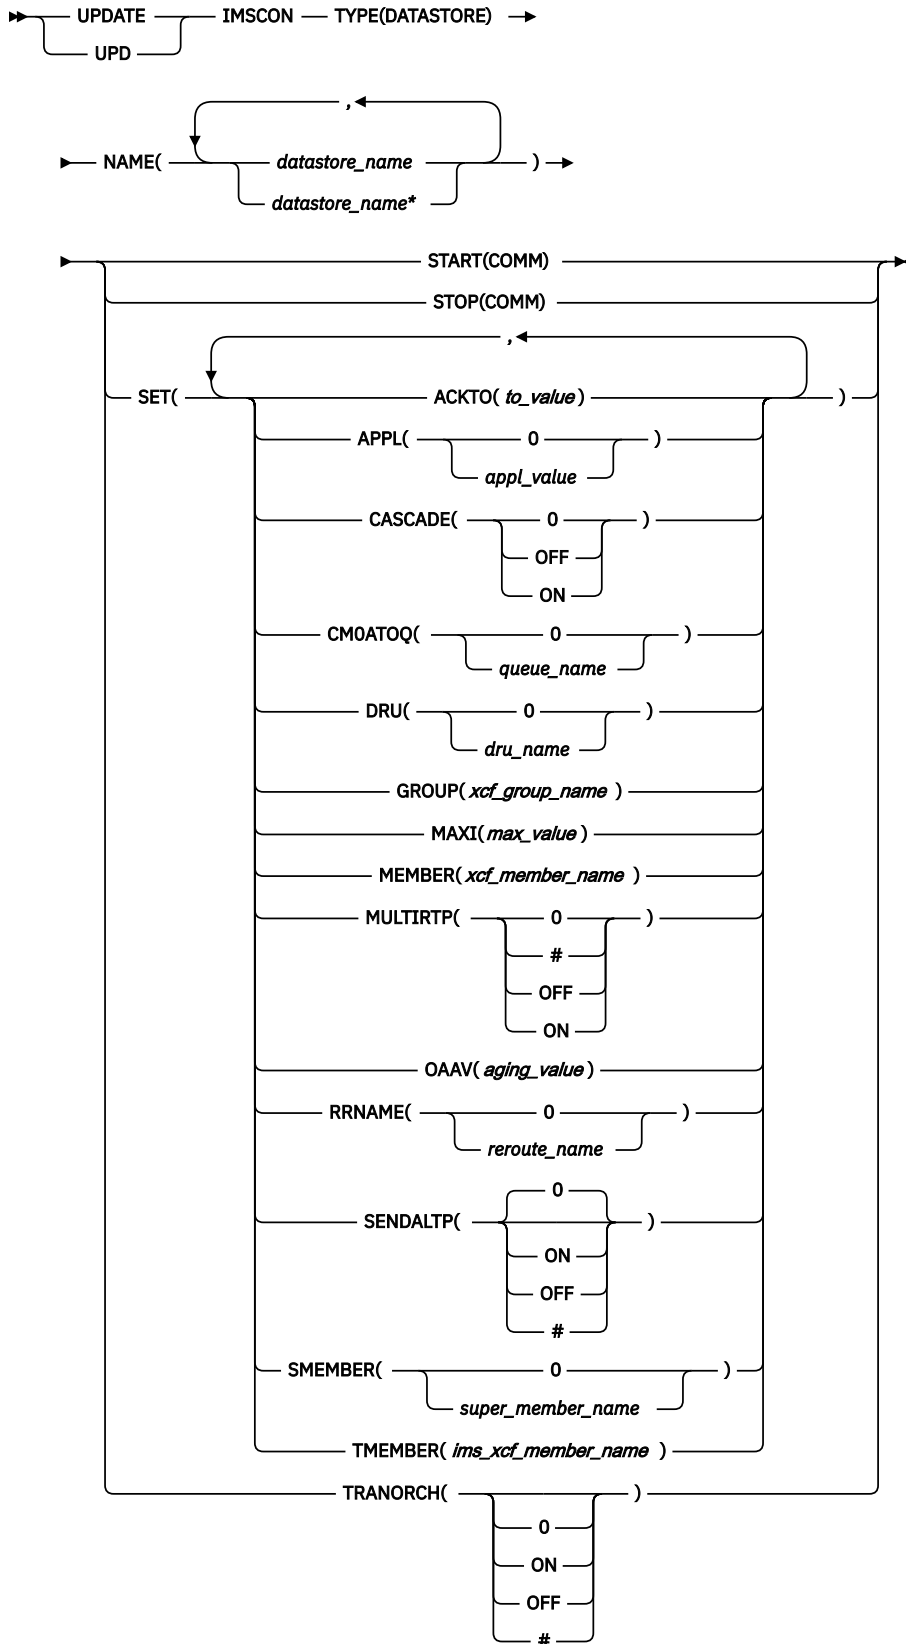 UPDATE IMSCON TYPE(DATASTORE)
UPD
,
NAME( datastore_name )
datastore_name*
START(COMM)
STOP(COMM)
,
SET( ACKTO( to_value ) )
APPL( 0 )
appl_value
CASCADE( 0 )
OFF
ON
CM0ATOQ( 0 )
queue_name
DRU( 0 )
dru_name
GROUP( xcf_group_name )
MAXI( max_value )
MEMBER( xcf_member_name )
MULTIRTP( 0 )
#
OFF
ON
OAAV( aging_value )
RRNAME( 0 )
reroute_name
0
SENDALTP( )
ON
OFF
#
SMEMBER( 0 )
super_member_name
TMEMBER( ims_xcf_member_name )
TRANORCH( )
0
ON
OFF
#